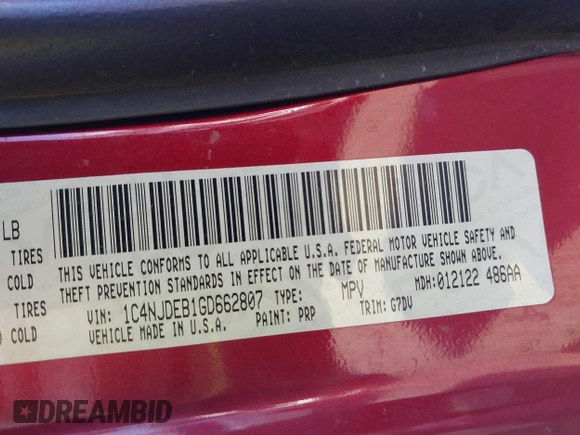 LB
TIRES
COLD
TIRES
COLD
THIS VEHICLE CONFORMS TO ALL APPLICABLE U.S.A. FEDERAL MOTOR VEHICLE SAFETY AND
THEFT PREVENTION STANDARDS IN EFFECT ON THE DATE OF MANUFACTURE SHOWN ABOVE.
VIN: 1C4NJDEB1GD662807 TYPE: MPV MDH:012122 486AA
VEHICLE MADE IN U.S.A. PAINT: PRP TRIM: G7DV
DREAMBID